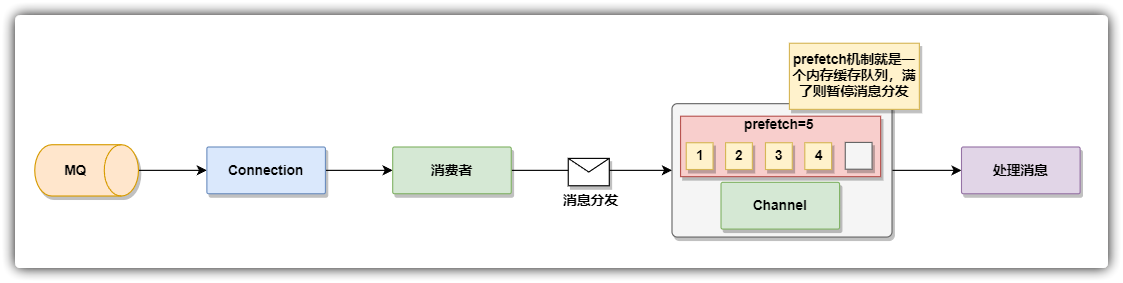 prefetch机制就是一
个内存缓存队列，满
了则暂停消息分发
prefetch=5
1 2 3 4
MQ
Connection
消费者
消息分发
Channel
处理消息